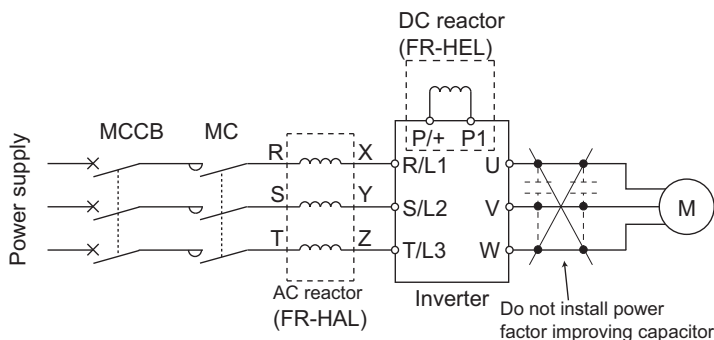 DC reactor
(FR-HEL)
MCCB
MC
P/+
P1
Power supply
R
X
R/L1
U
S
Y
S/L2
V
M
T
Z
T/L3
W
AC reactor
(FR-HAL)
Inverter
Do not install power
factor improving capacitor